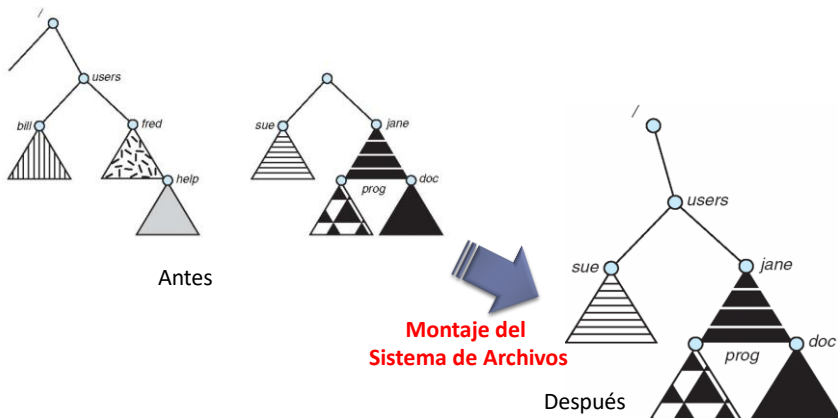 /
users
bill
fred
help
sue
jane
prog
doc
Antes
Montaje del
Sistema de Archivos
/
users
sue
jane
prog
doc
Después